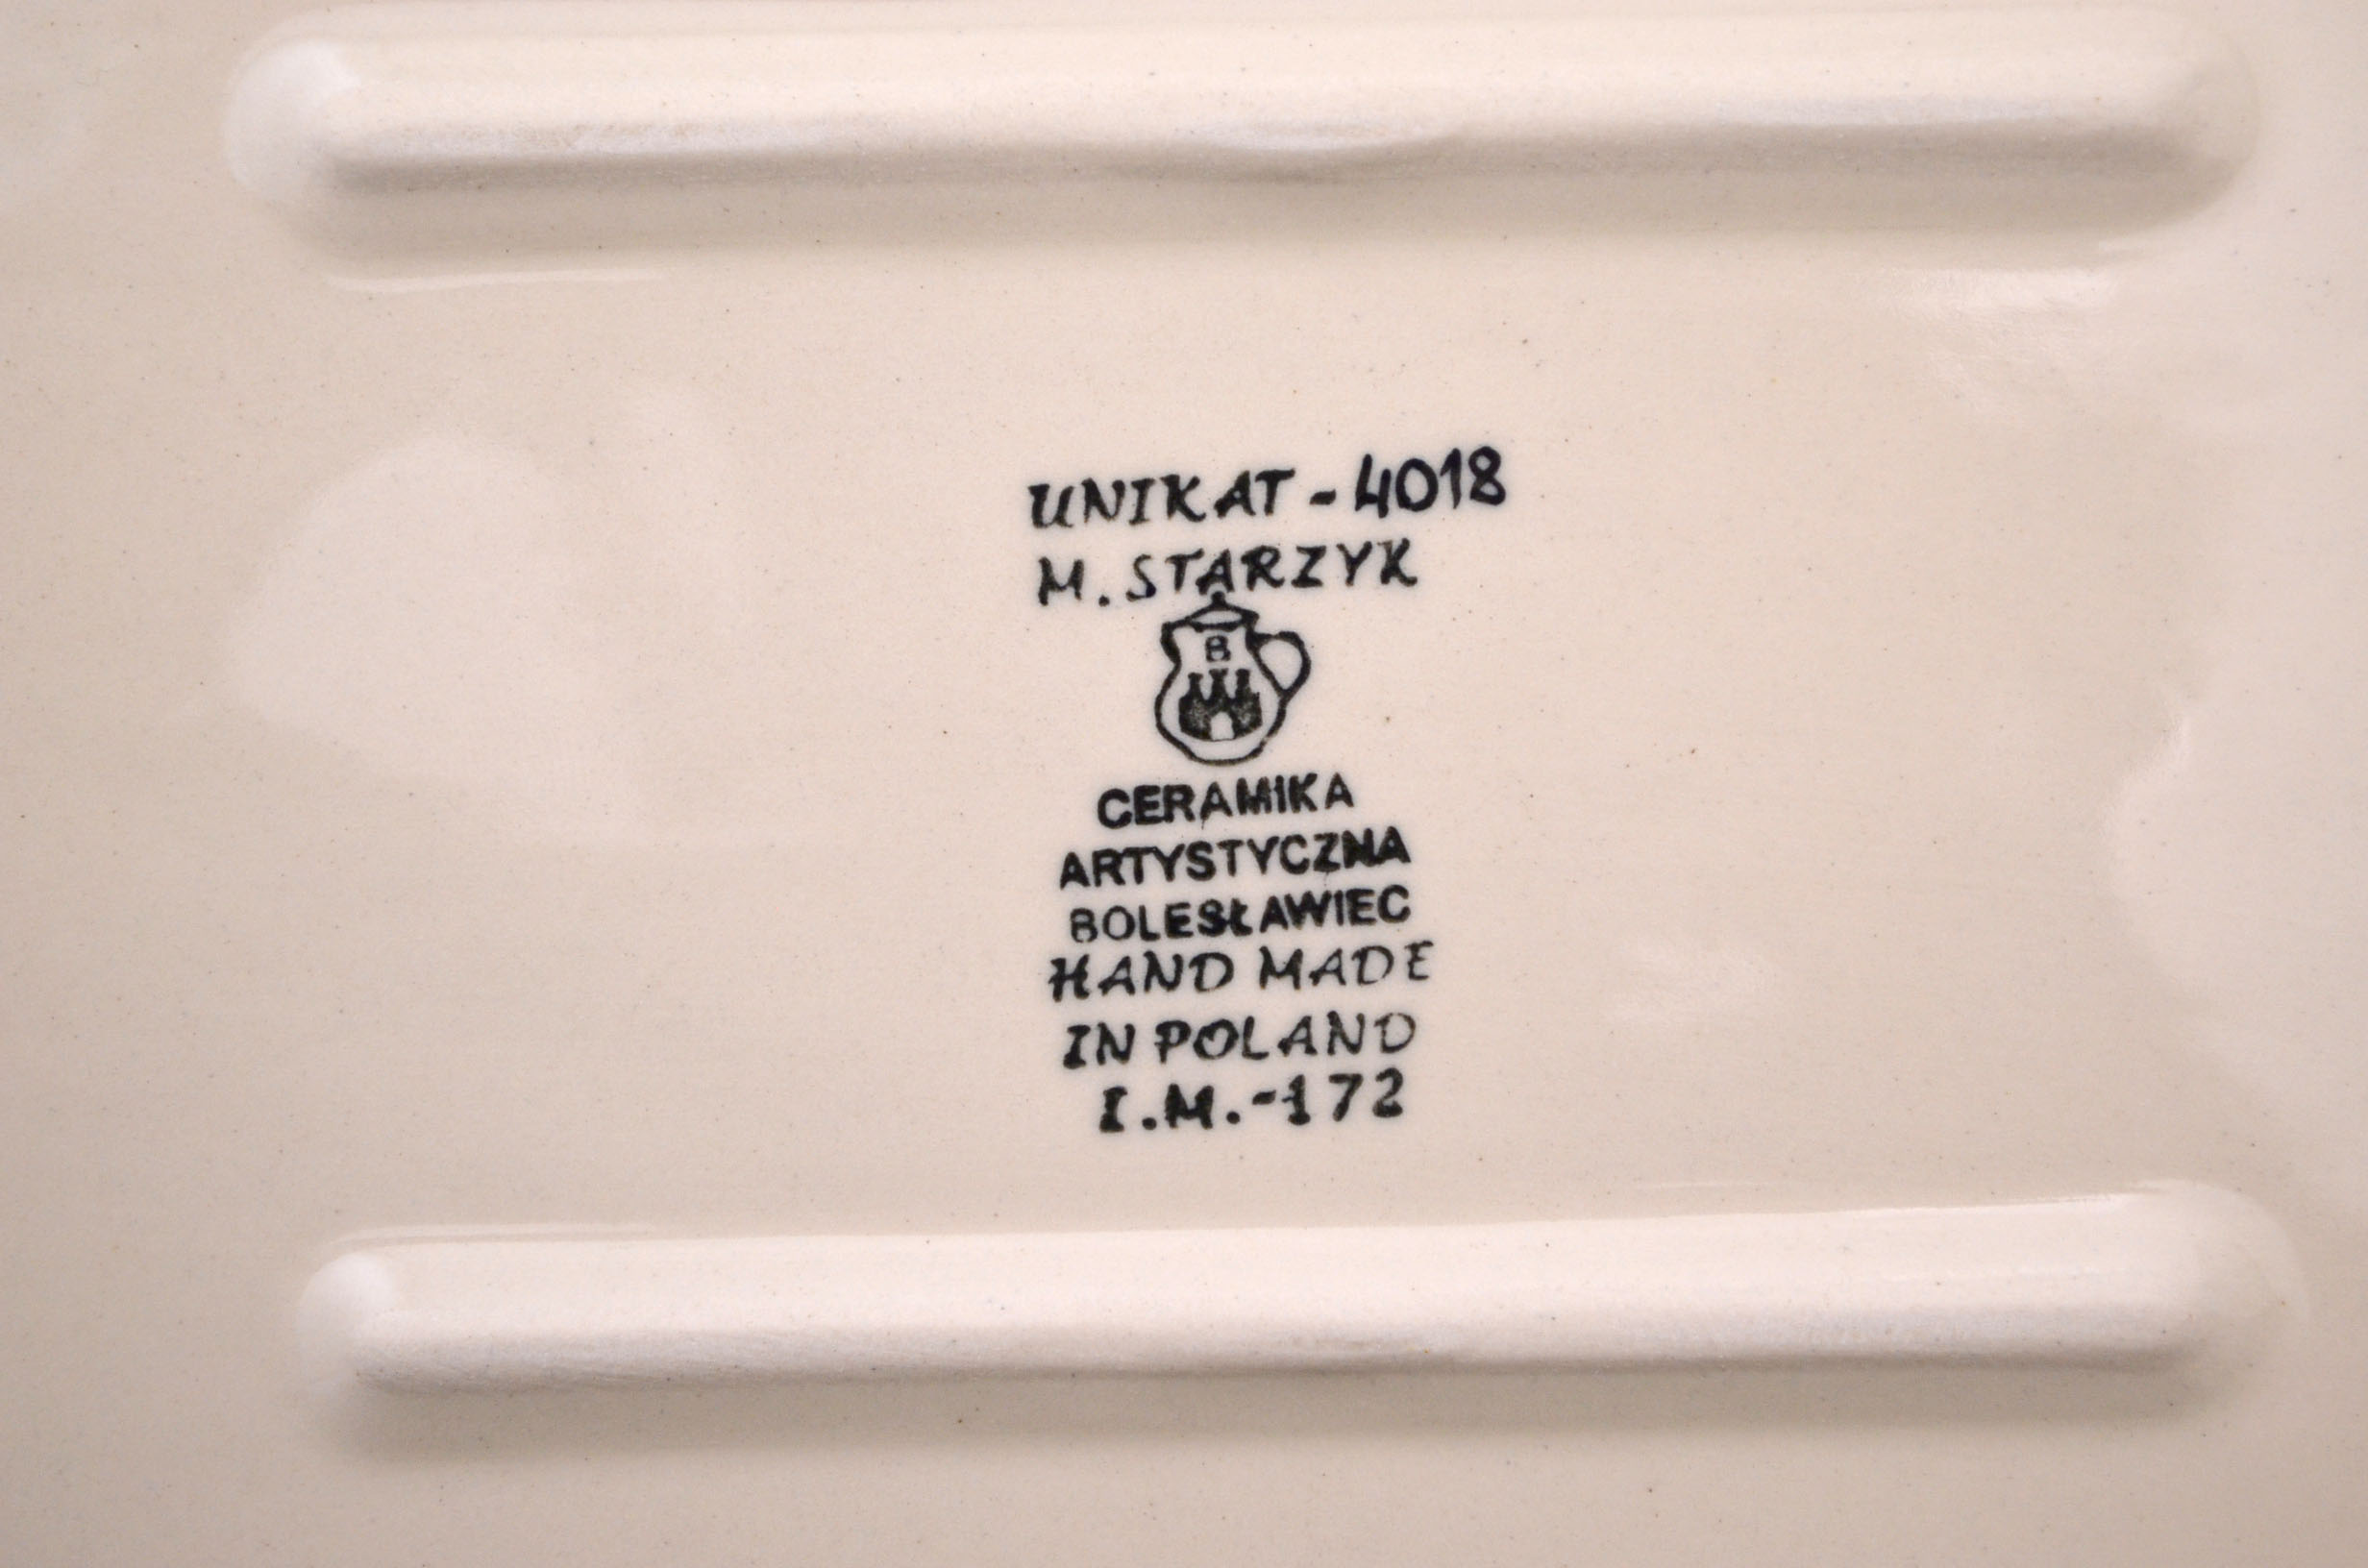 UNIKAT - 4018
M. STARZYK
B
CERAMIKA
ARTYSTYCZNA
BOLESŁAWIEC
HAND MADE
IN POLAND
I.M.-172